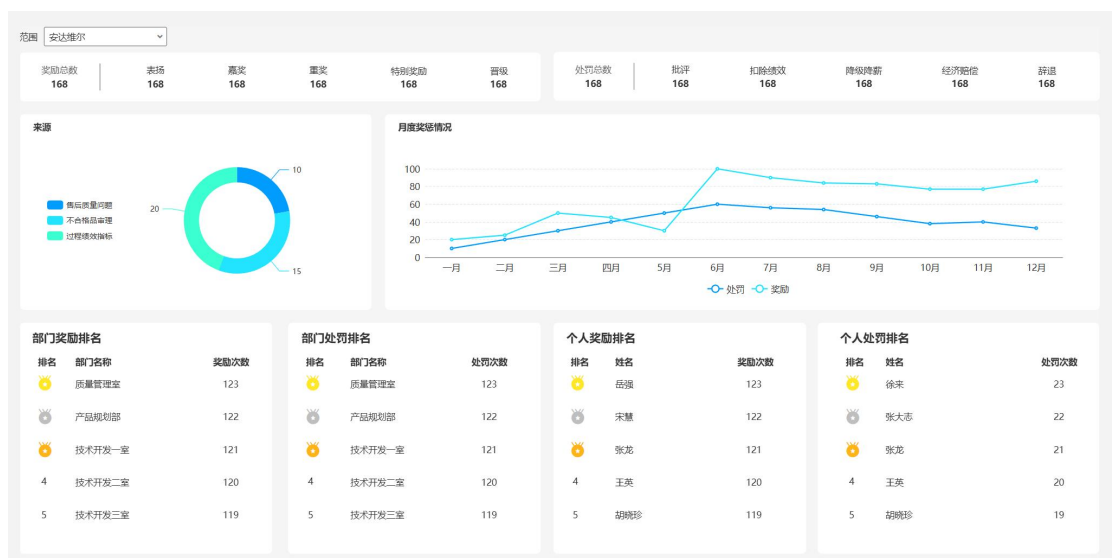 范围 安达维尔
奖励总数 表扬 嘉奖 重奖 特别奖励 晋级
168 168 168 168 168 168
处罚总数 批评 扣除绩效 降级降薪 经济赔偿 辞退
168 168 168 168 168 168
来源
售后质量问题
不合格品审理
过程绩效指标
10
20
15
月度奖惩情况
100
80
60
40
20
0
一月 二月 三月 四月 5月 6月 7月 8月 9月 10月 11月 12月
处罚 奖励
部门奖励排名
排名 部门名称 奖励次数
质量管理室 123
产品规划部 122
技术开发一室 121
4 技术开发二室 120
5 技术开发三室 119
部门处罚排名
排名 部门名称 处罚次数
质量管理室 123
产品规划部 122
技术开发一室 121
4 技术开发二室 120
5 技术开发三室 119
个人奖励排名
排名 姓名 奖励次数
岳强 123
宋慧 122
张龙 121
4 王英 120
5 胡晓珍 119
个人处罚排名
排名 姓名 处罚次数
徐来 23
张大志 22
张龙 21
4 王英 20
5 胡晓珍 19